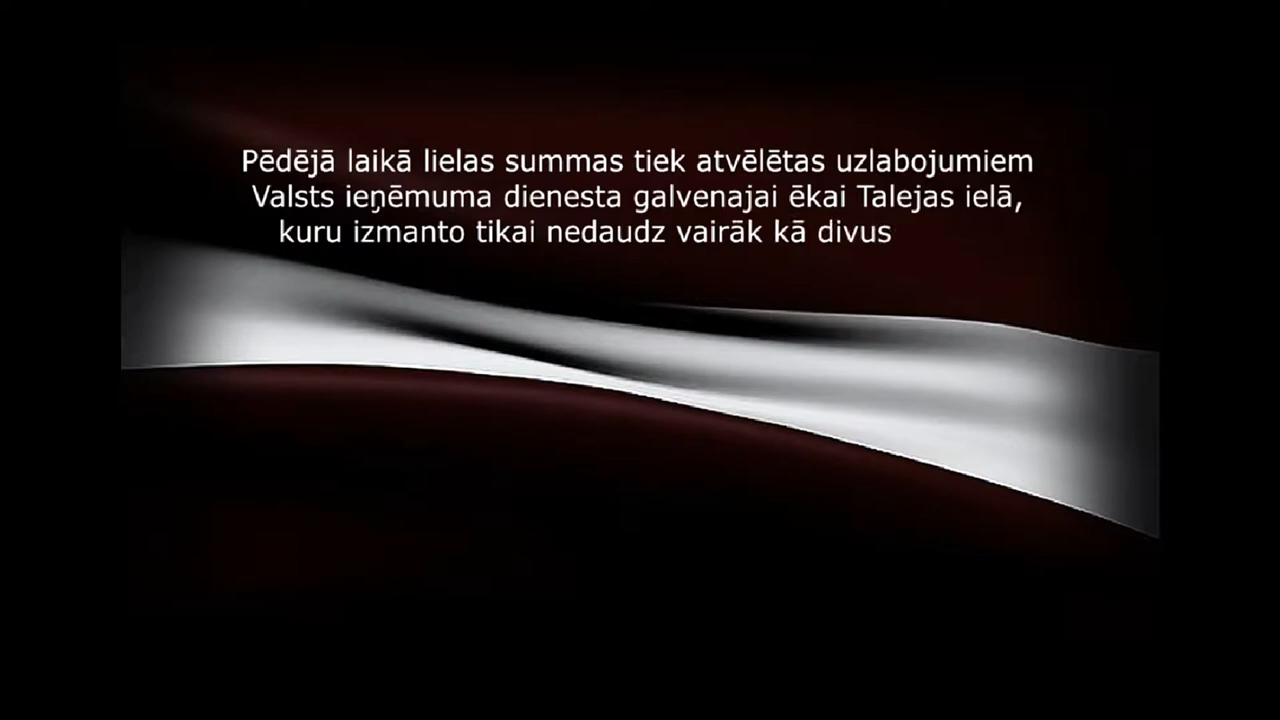 Pēdējā laikā lielas summas tiek atvēlētas uzlabojumiem
Valsts ieņēmuma dienesta galvenajai ēkai Talejas ielā,
kuru izmanto tikai nedaudz vairāk kā divus